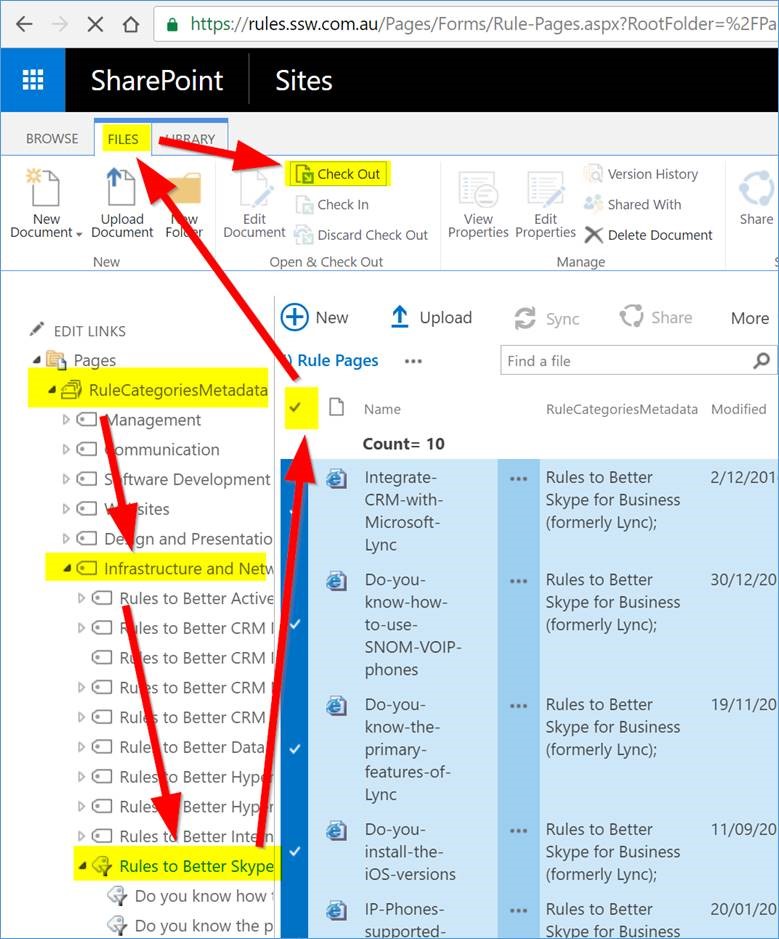 https://rules.ssw.com.au/Pages/Forms/Rule-Pages.aspx?RootFolder=%2FPa
SharePoint Sites
BROWSE FILES LIBRARY
New Document
Upload Document
New Folder
New
Edit Document
Check Out
Check In
Discard Check Out
Open & Check Out
View Properties
Edit Properties
Version History
Shared With
Delete Document
Manage
Share
EDIT LINKS
Pages
RuleCategoriesMetadata
Management
Communication
Software Development
Websites
Design and Presentatio
Infrastructure and Netw
Rules to Better Active
Rules to Better CRM
Rules to Better CRM
Rules to Better CRM
Rules to Better CRM
Rules to Better Data
Rules to Better Hyper
Rules to Better Hyper
Rules to Better Intern
Rules to Better Skype
Do you know how
Do you know the p
New Upload Sync Share More
Rule Pages ...
Find a file
Name RuleCategoriesMetadata Modified
Count= 10
Integrate-
CRM-with-
Microsoft-
Lync
... Rules to Better
Skype for Business
(formerly Lync);
2/12/201
Do-you-
know-how-
to-use-
SNOM-VOIP-
phones
... Rules to Better
Skype for Business
(formerly Lync);
30/12/20
Do-you-
know-the-
primary-
features-of-
Lync
... Rules to Better
Skype for Business
(formerly Lync);
19/11/20
Do-you-
install-the-
iOS-versions
... Rules to Better
Skype for Business
(formerly Lync);
11/09/20
IP-Phones-
supported-
... Rules to Better
Skype for Business
20/01/20